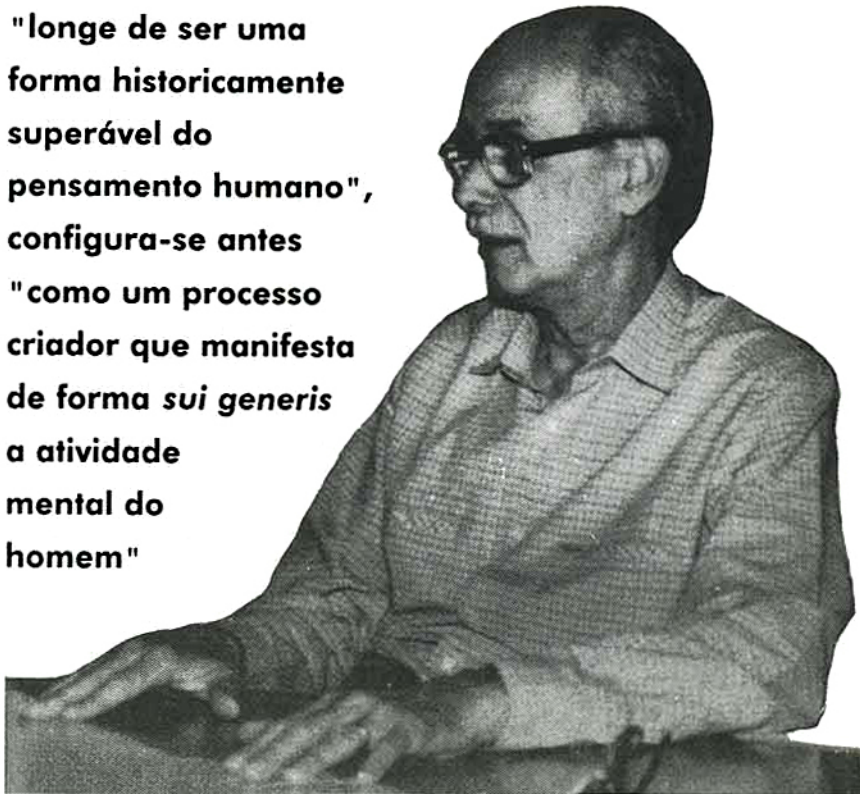 "longe de ser uma
forma historicamente
superável do
pensamento humano",
configura-se antes
"como um processo
criador que manifesta
de forma sui generis
a atividade
mental do
homem"